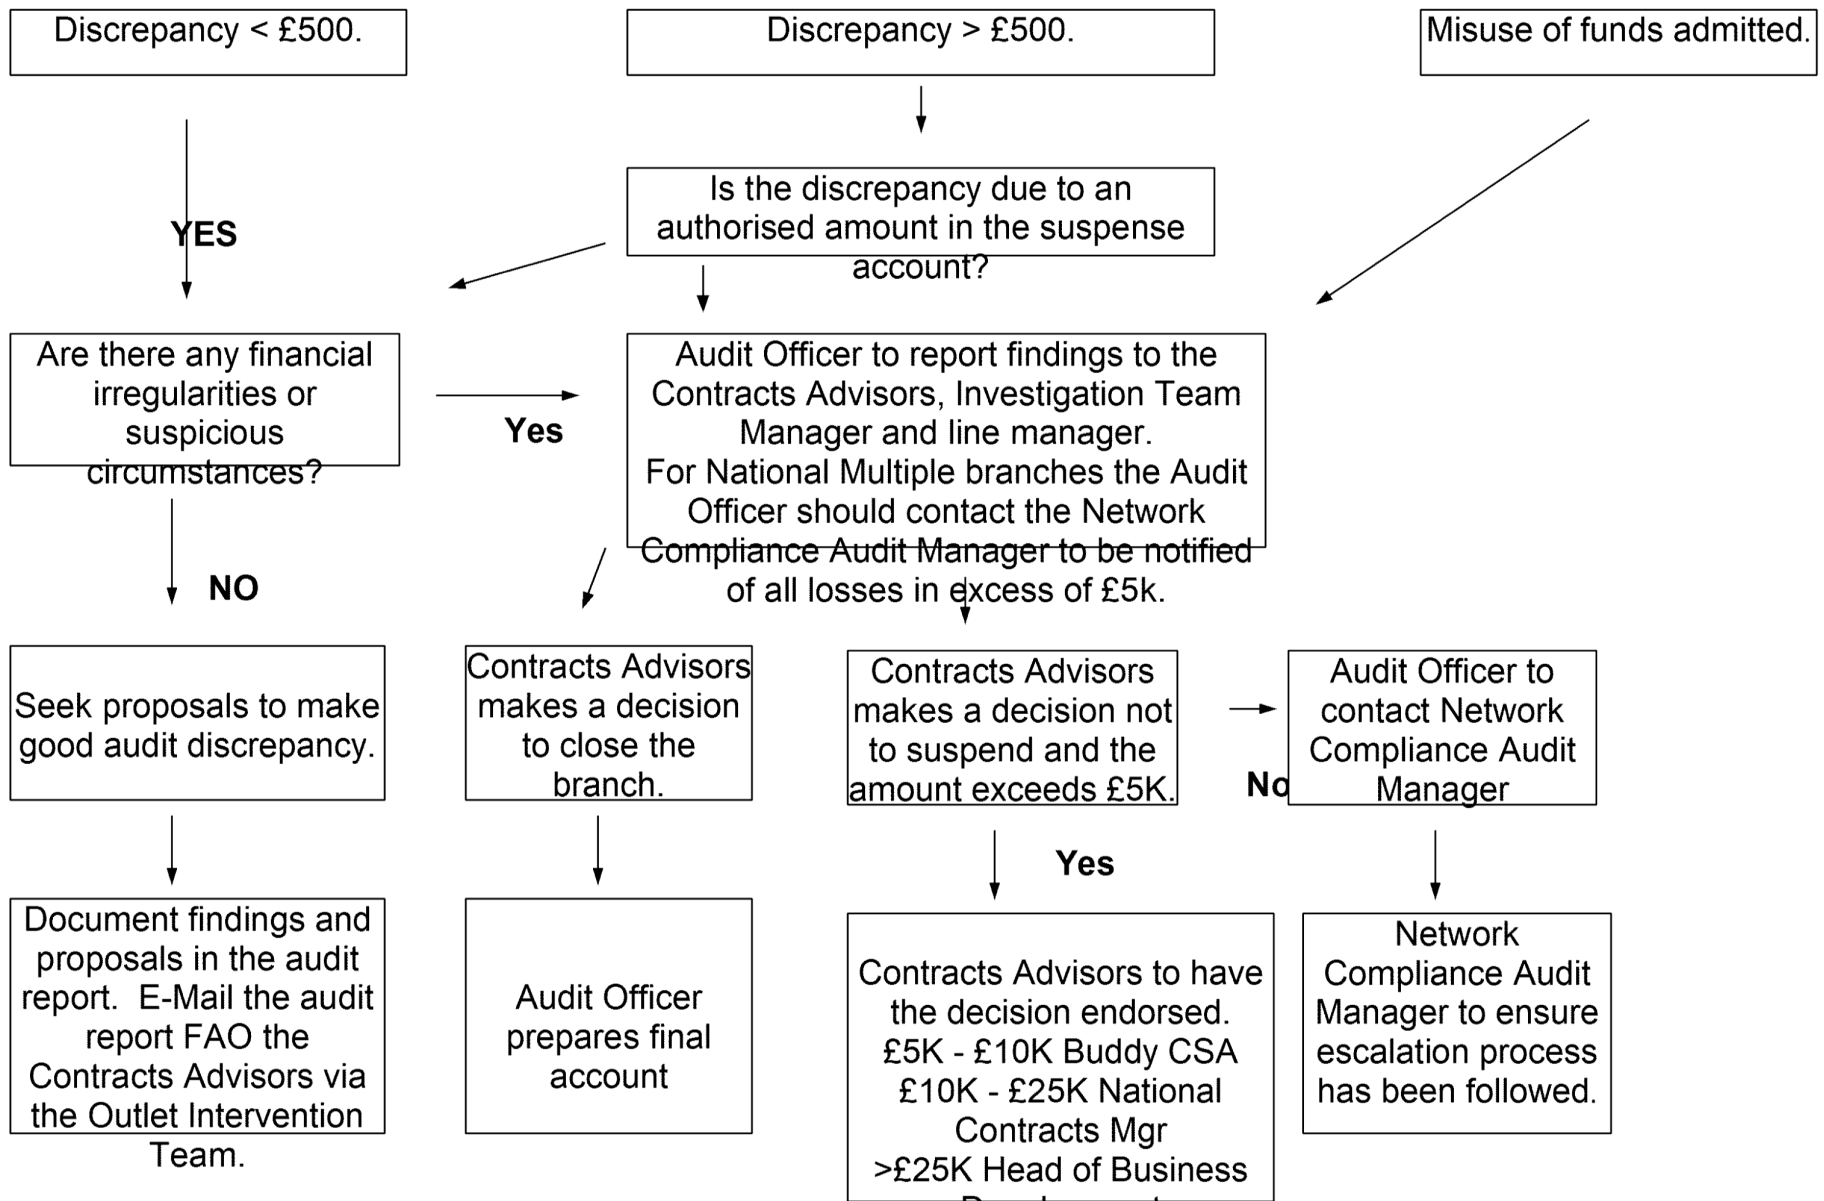 Discrepancy < £500.
Discrepancy > £500.
Misuse of funds admitted.
Is the discrepancy due to an
authorised amount in the suspense
account?
YES
Are there any financial
irregularities or
suspicious
circumstances?
Yes
Audit Officer to report findings to the
Contracts Advisors, Investigation Team
Manager and line manager.
For National Multiple branches the Audit
Officer should contact the Network
Compliance Audit Manager to be notified
of all losses in excess of £5k.
NO
Seek proposals to make
good audit discrepancy.
Contracts Advisors
makes a decision
to close the
branch.
Contracts Advisors
makes a decision not
to suspend and the
amount exceeds £5K.
No
Audit Officer to
contact Network
Compliance Audit
Manager
Yes
Document findings and
proposals in the audit
report.  E-Mail the audit
report FAO the
Contracts Advisors via
the Outlet Intervention
Team.
Audit Officer
prepares final
account
Contracts Advisors to have
the decision endorsed.
£5K - £10K Buddy CSA
£10K - £25K National
Contracts Mgr
>£25K Head of Business
Network
Compliance Audit
Manager to ensure
escalation process
has been followed.